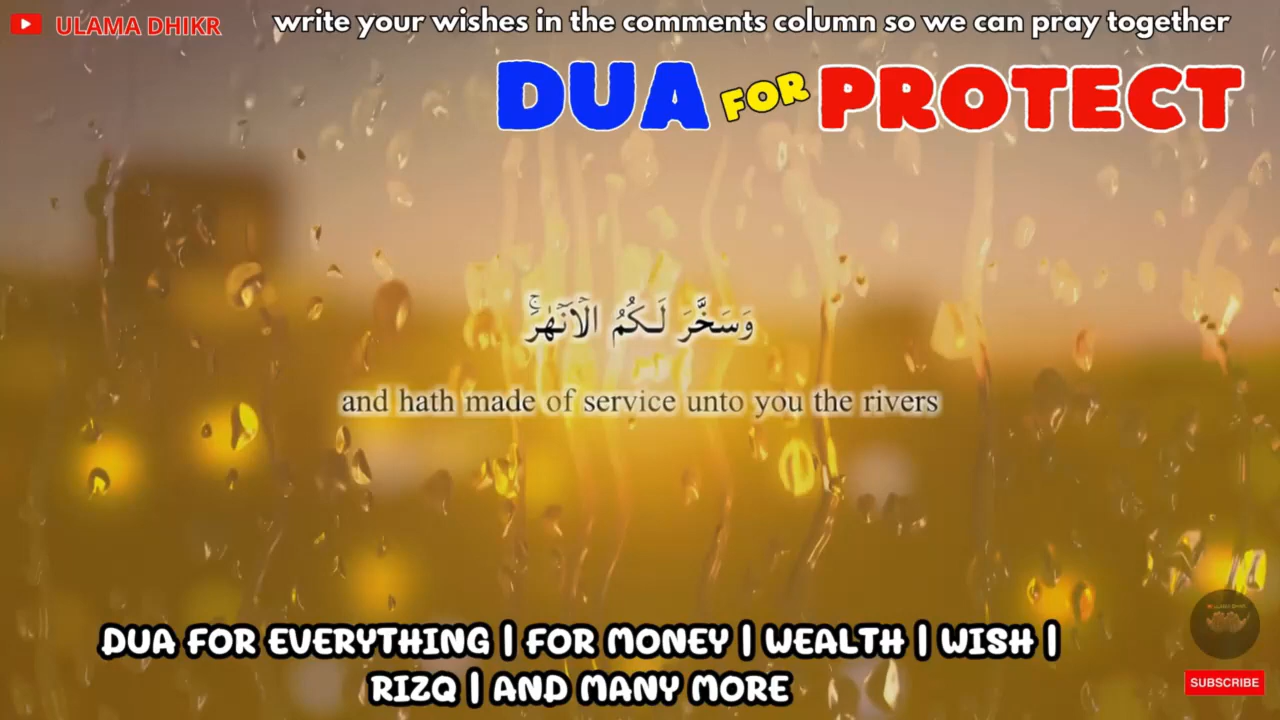 ULAMA DHIKR
write your wishes in the comments column so we can pray together
DUA FOR PROTECT
وَسَخَّرَ لَكُمُ الْاَنْهٰرَۚ
and hath made of service unto you the rivers
DUA FOR EVERYTHING | FOR MONEY | WEALTH | WISH |
RIZQ | AND MANY MORE
SUBSCRIBE